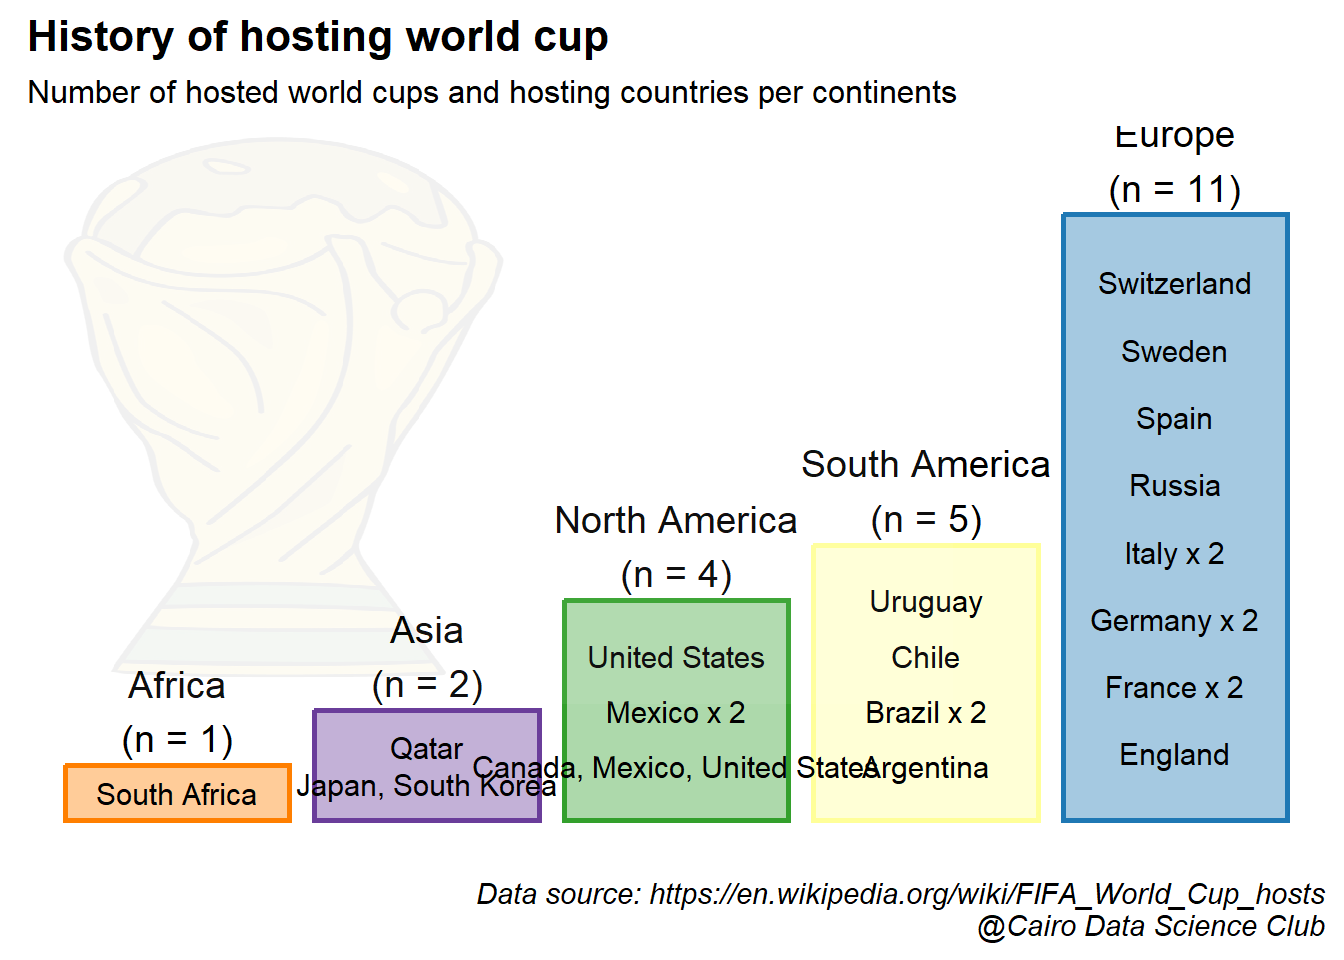 History of hosting world cup
Number of hosted world cups and hosting countries per continents
Europe
(n = 11)
Switzerland
Sweden
Spain
Russia
Italy x 2
Germany x 2
France x 2
England
South America
(n = 5)
Uruguay
Chile
Brazil x 2
Argentina
North America
(n = 4)
United States
Mexico x 2
Canada, Mexico, United States
Asia
(n = 2)
Qatar
Japan, South Korea
Africa
(n = 1)
South Africa
Data source: https://en.wikipedia.org/wiki/FIFA_World_Cup_hosts
@Cairo Data Science Club